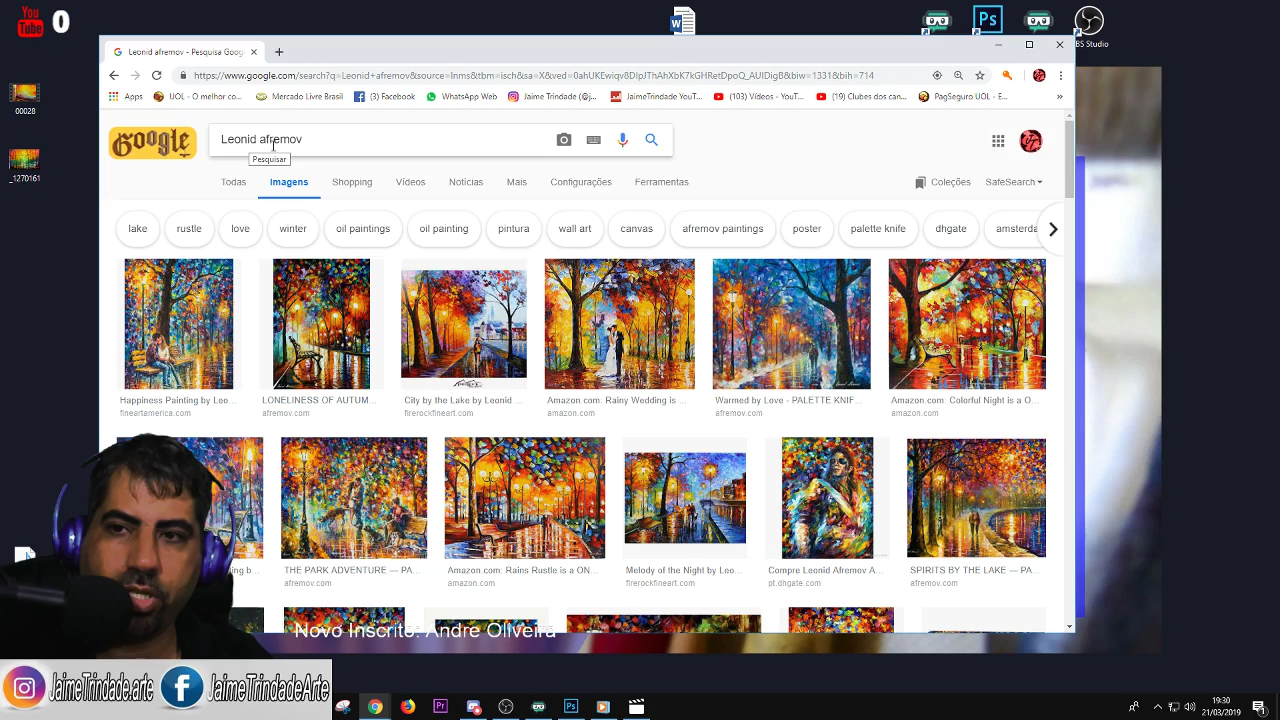 You
Tube
0
BS Studio
00028
_1270161
Leonid afremov - Pesquisa Goog
https://www.google.com/search?q=Leonid+afremov&source=lnms&tbm=isch&sa=X&ved=0ahUKEwiqv8DlpJThAhXbK7kGHRetDpoQ_AUIDigB&biw=1331&bih=714
Apps
UOL - O melhor co...
Mercado Livre Brasil
(3) Facebook
WhatsApp Web
Jaime Trindade (@j...
JaimeTrindade YouT...
(103) Vídeos - YouT...
(19) Clubes dos can...
PagSeguro UOL - E...
»
Google
Leonid afremov
Pesquisar
Todas
Imagens
Shopping
Vídeos
Notícias
Mais
Configurações
Ferramentas
Coleções
SafeSearch
lake
rustle
love
winter
oil paintings
oil painting
pintura
wall art
canvas
afremov paintings
poster
palette knife
dhgate
amsterda
Happiness Painting by Leo...
fineartamerica.com
LONELINESS OF AUTUM...
afremov.com
City by the Lake by Leonid ...
firerockfineart.com
Amazon.com: Rainy Wedding is ...
amazon.com
Warmed by Love - PALETTE KNIF...
afremov.com
Amazon.com: Colorful Night is a O...
amazon.com
ing b...
THE PARK ADVENTURE — PA...
afremov.com
Amazon.com: Rains Rustle is a ON...
amazon.com
Melody of the Night by Leo...
firerockfineart.com
Compre Leonid Afremov A...
pt.dhgate.com
SPIRITS BY THE LAKE — PA...
afremov.com
Novo Inscrito: Andre Oliveira
JaimeTrindade.arte
JaimeTrindadeArte
19:30
21/03/2019